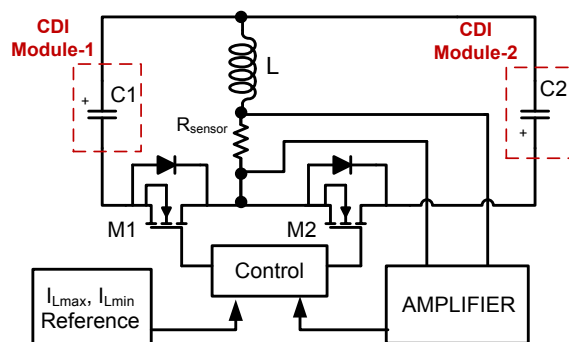 CDI
Module-1
CDI
Module-2
L
C1
+
C2
+
Rsensor
M1
M2
Control
ILmax, ILmin
Reference
AMPLIFIER